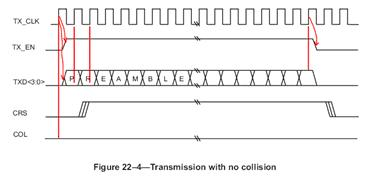 TX_CLK
TX_EN
TXD<3:0>
P R E A M B L E
CRS
COL
Figure 22–4—Transmission with no collision